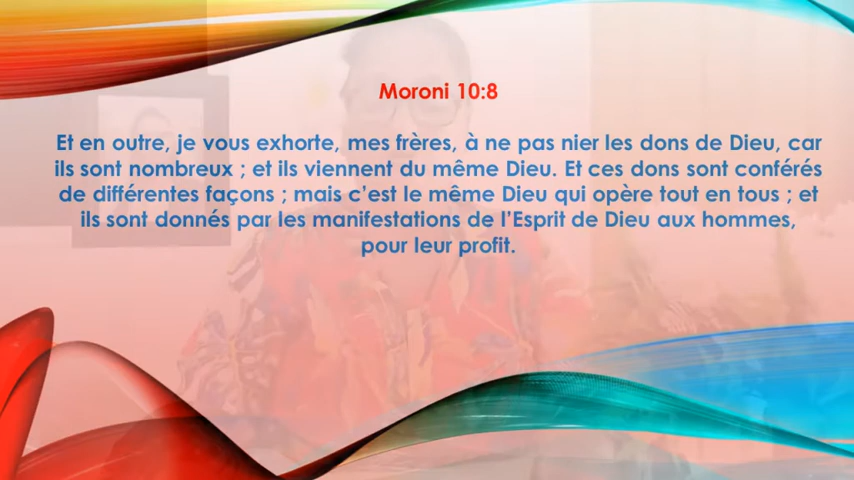 Moroni 10:8
Et en outre, je vous exhorte, mes frères, à ne pas nier les dons de Dieu, car
ils sont nombreux ; et ils viennent du même Dieu. Et ces dons sont conférés
de différentes façons ; mais c’est le même Dieu qui opère tout en tous ; et
ils sont donnés par les manifestations de l’Esprit de Dieu aux hommes,
pour leur profit.